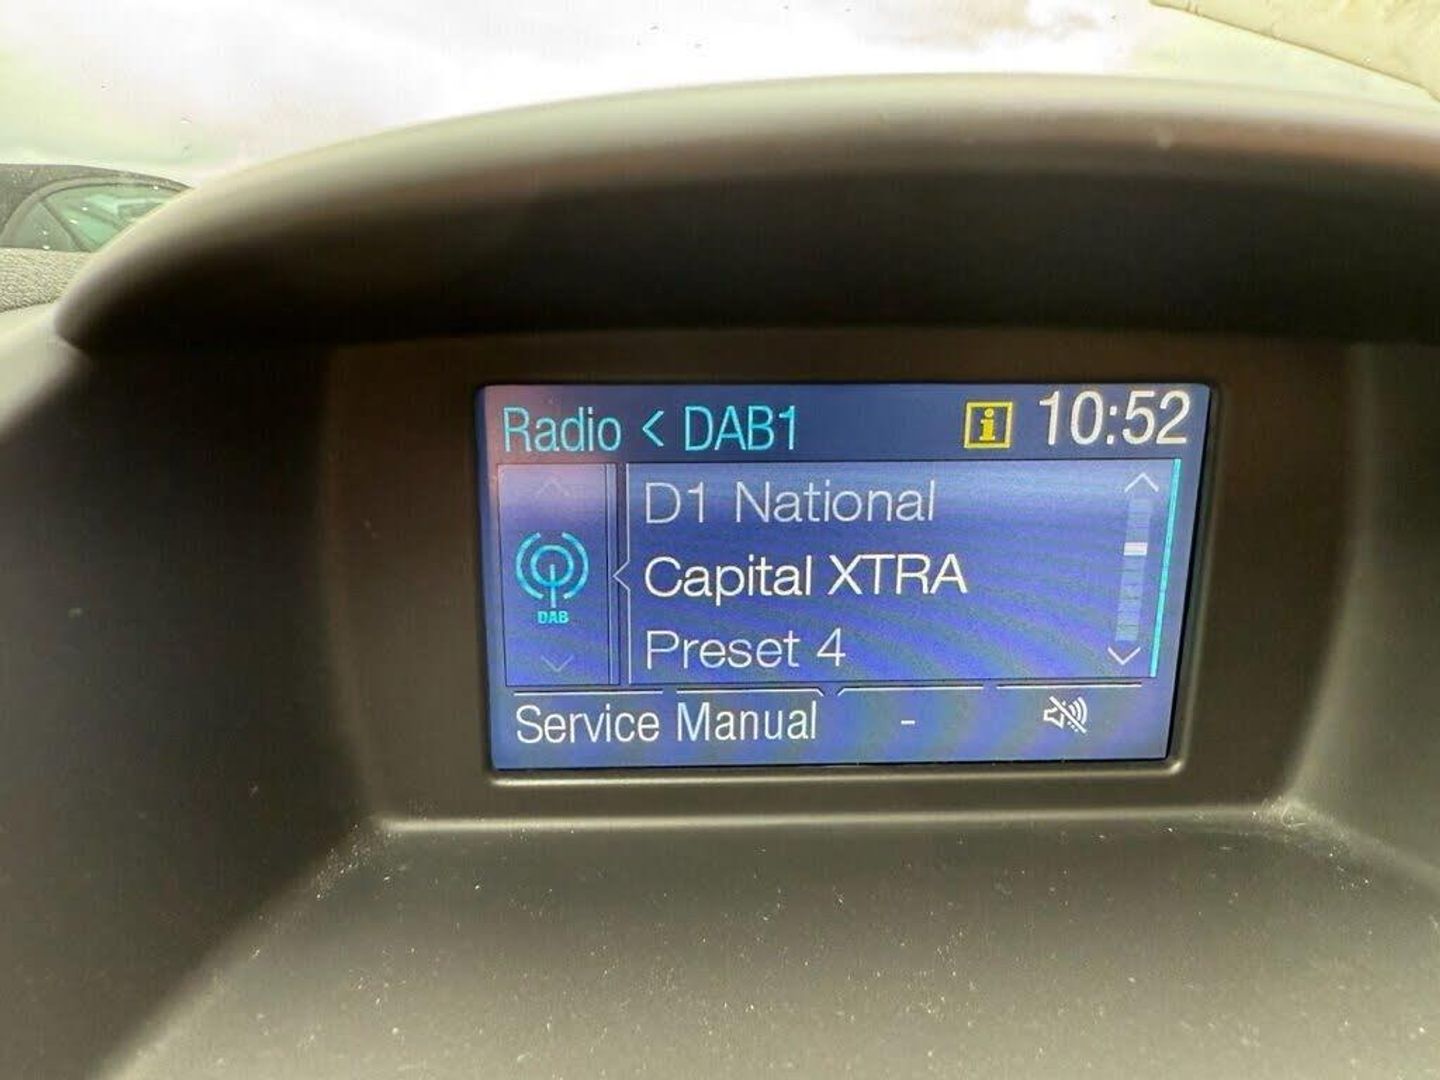 Radio < DAB1 i 10:52
D1 National
Capital XTRA
DAB
Preset 4
Service Manual -